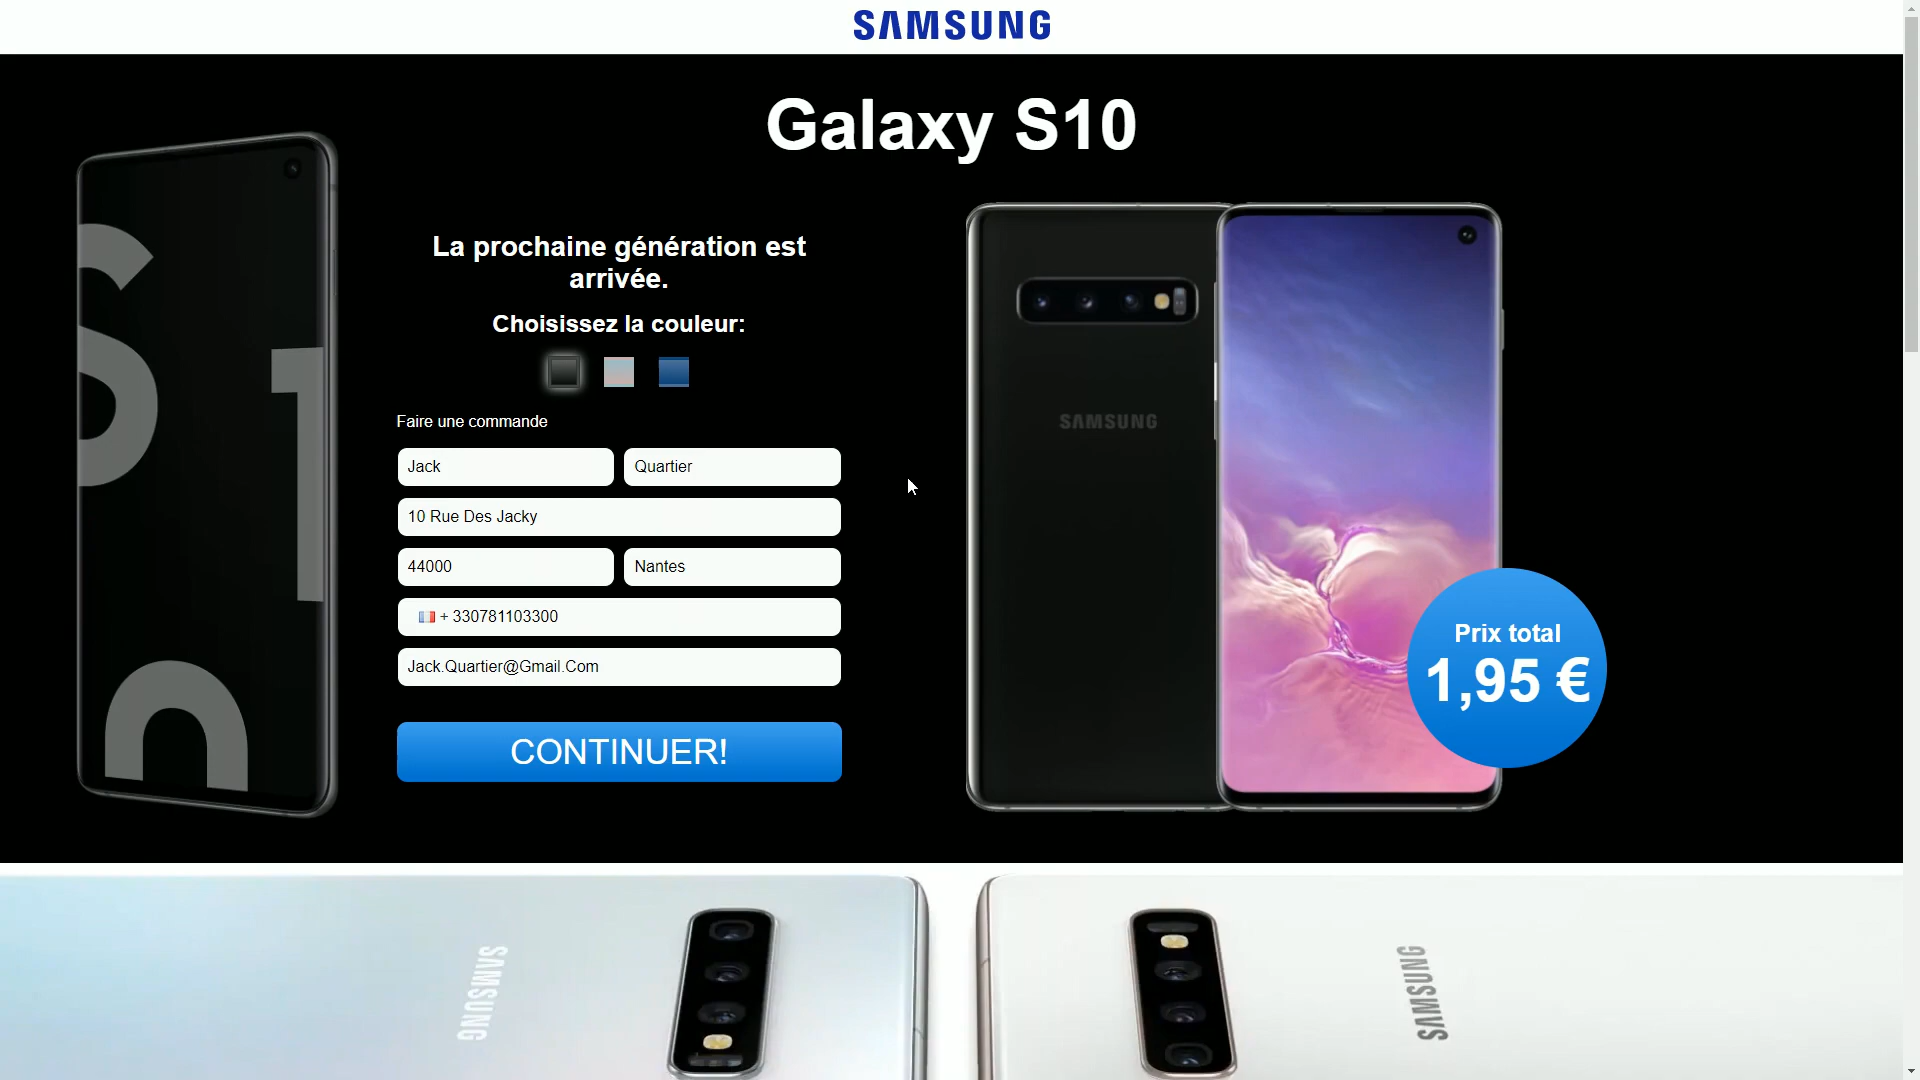 SAMSUNG
Galaxy S10
La prochaine génération est
arrivée.
Choisissez la couleur:
Faire une commande
Jack
Quartier
10 Rue Des Jacky
44000
Nantes
+ 330781103300
Jack.Quartier@Gmail.Com
CONTINUER!
SAMSUNG
Prix total
1,95 €
SAMSUNG
SAMSUNG
S10